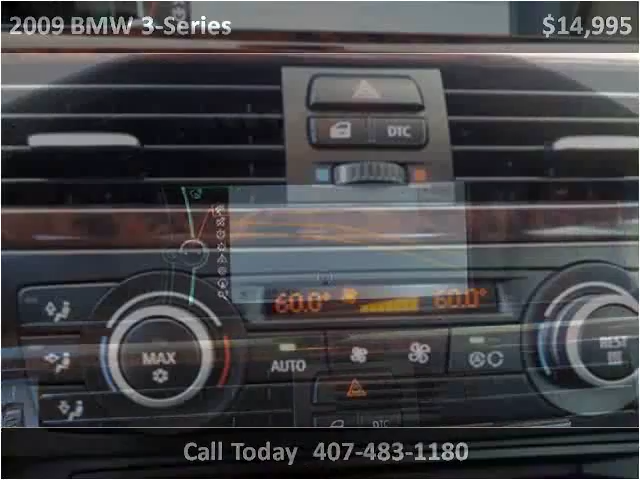 2009 BMW 3-Series $14,995
DTC
60.0° 60.0°
MAX
AUTO
REST
DTC
Call Today 407-483-1180